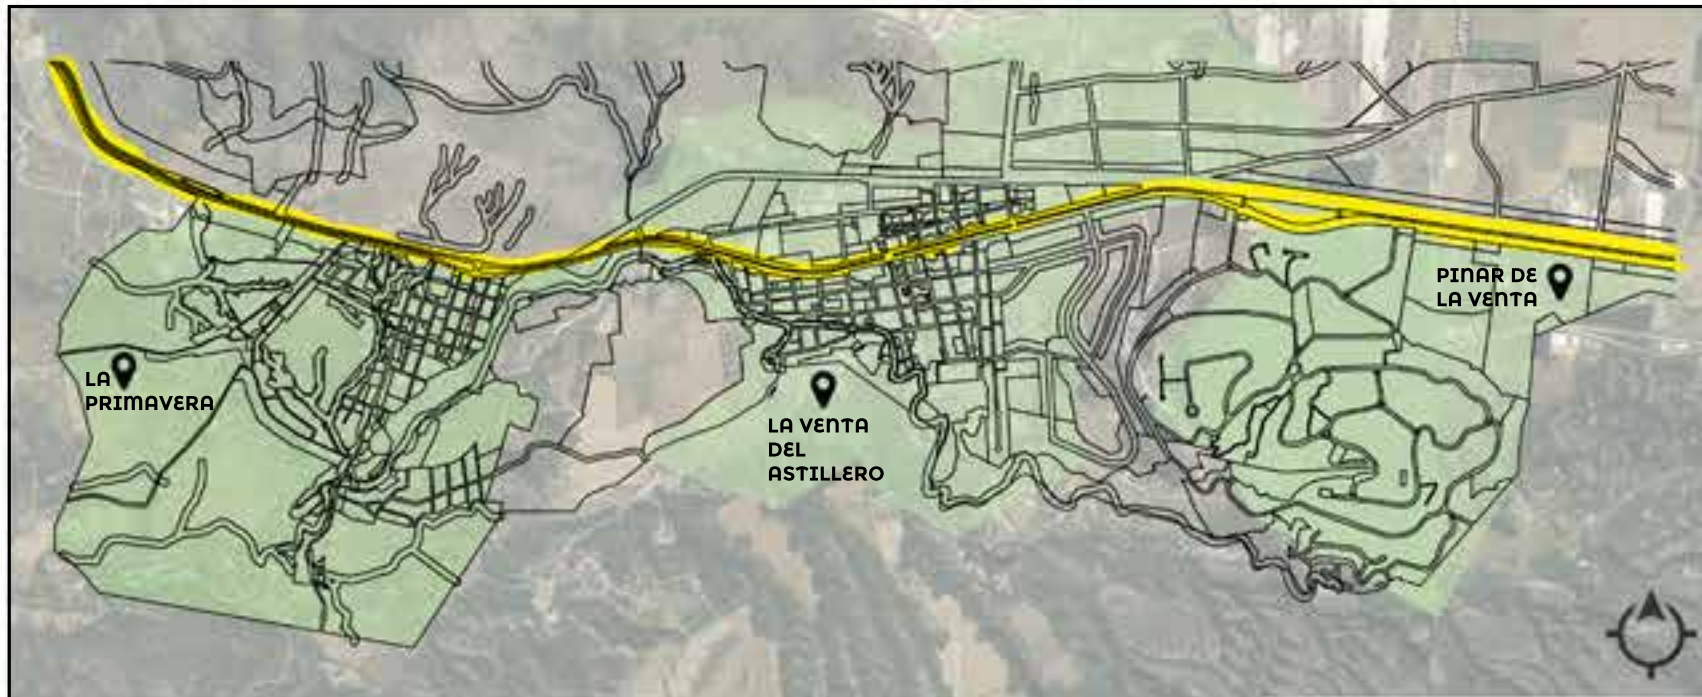 PINAR DE
LA VENTA
LA
PRIMAVERA
LA VENTA
DEL
ASTILLERO